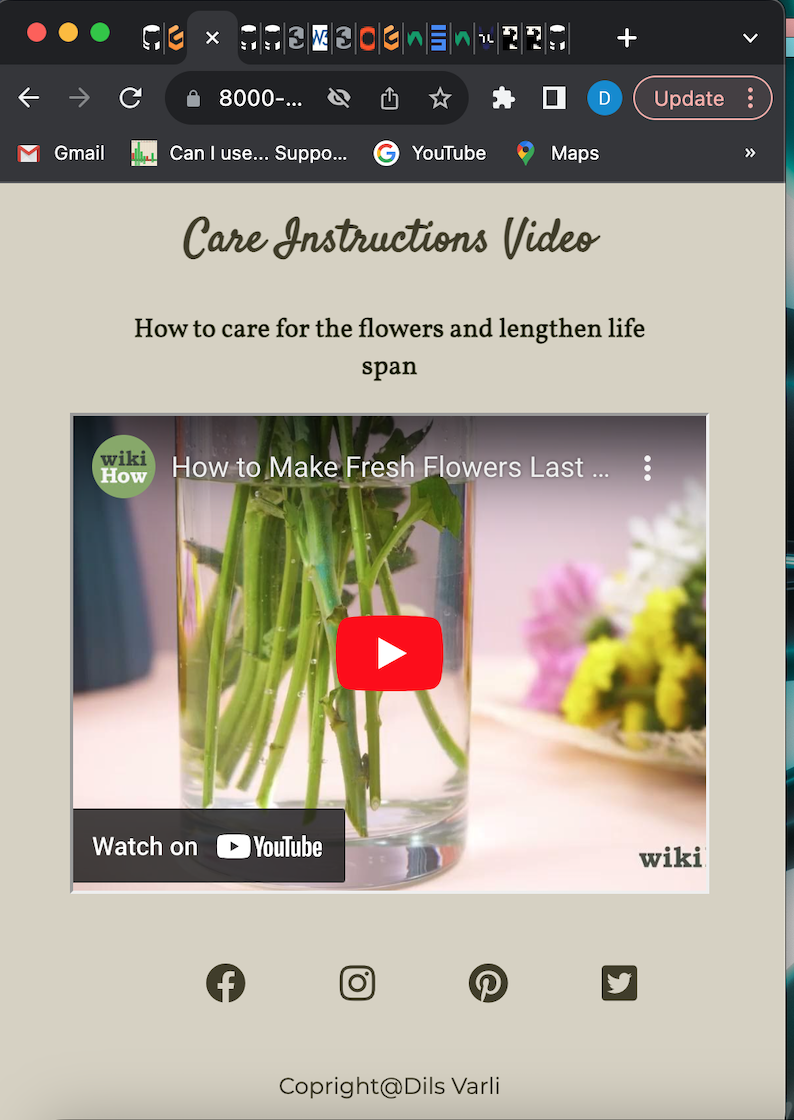 8000-...
D
Update
Gmail
Can I use... Suppo...
YouTube
Maps
»
Care Instructions Video
How to care for the flowers and lengthen life
span
wiki
How
How to Make Fresh Flowers Last ...
Watch on YouTube
wiki
Copright@Dils Varli